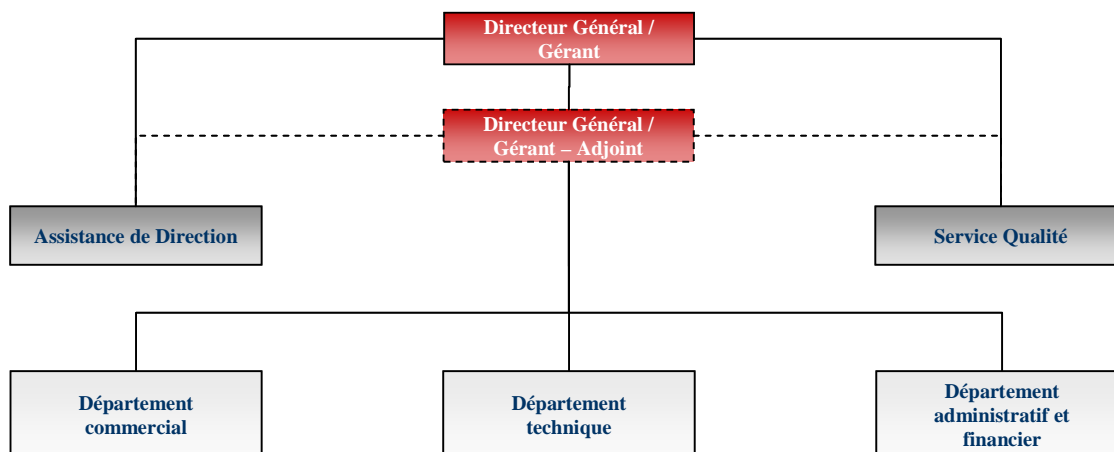 Directeur Général /
Gérant
Directeur Général /
Gérant – Adjoint
Assistance de Direction
Service Qualité
Département
commercial
Département
technique
Département
administratif et
financier